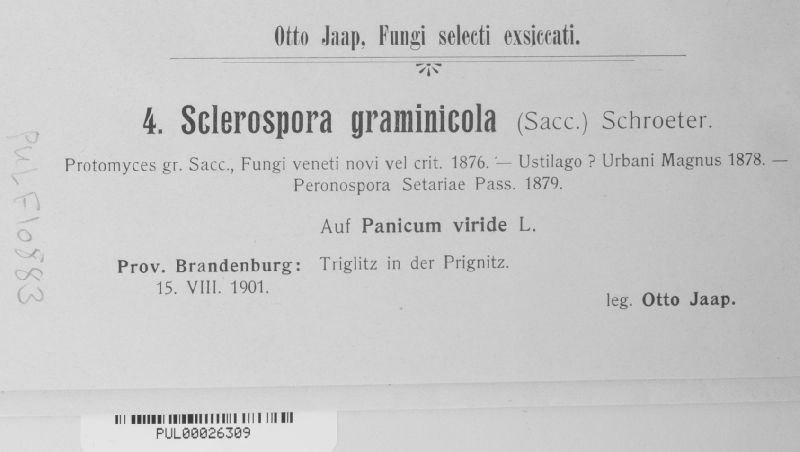 Otto Jaap, Fungi selecti exsiccati.
4. Sclerospora graminicola (Sacc.) Schroeter.
Protomyces gr. Sacc., Fungi veneti novi vel crit. 1876. — Ustilago ? Urbani Magnus 1878. —
Peronospora Setariae Pass. 1879.
Auf Panicum viride L.
Prov. Brandenburg: Triglitz in der Prignitz.
15. VIII. 1901.
leg. Otto Jaap.
PUL F10883
PUL00026309